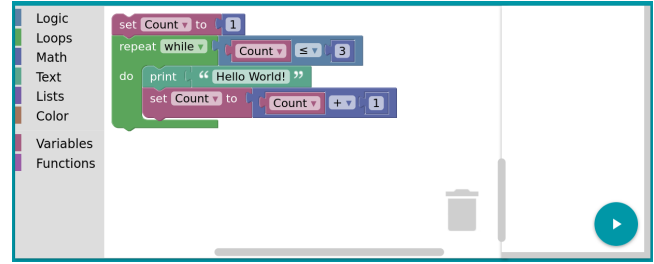 Logic
Loops
Math
Text
Lists
Color
Variables
Functions
set Count ▾ to 1
repeat while ▾ Count ▾ ≤ ▾ 3
do print “ Hello World! ”
set Count ▾ to Count ▾ + ▾ 1